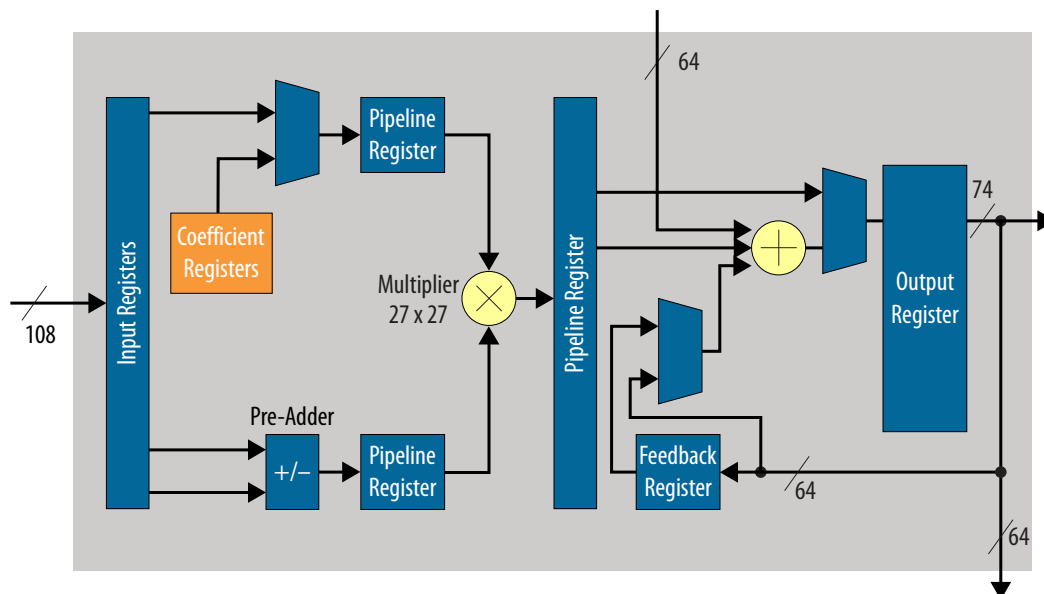 64
Input Registers
Pipeline
Register
Coefficient
Registers
Multiplier
27 x 27
108
Pre-Adder
+/−
Pipeline
Register
Pipeline Register
+
×
Feedback
Register
64
74
Output
Register
64